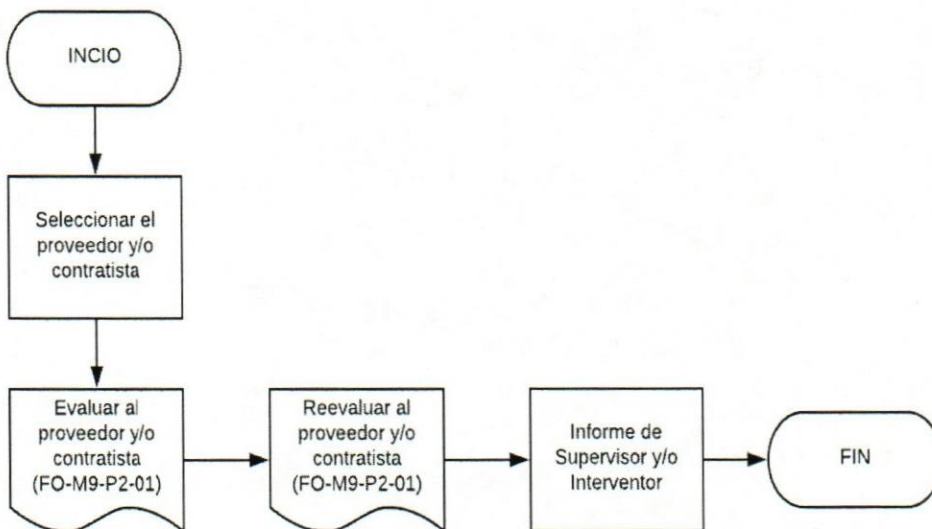 INCIO
Seleccionar el
proveedor y/o
contratista
Evaluar al
proveedor y/o
contratista
(FO-M9-P2-01)
Reevaluar al
proveedor y/o
contratista
(FO-M9-P2-01)
Informe de
Supervisor y/o
Interventor
FIN